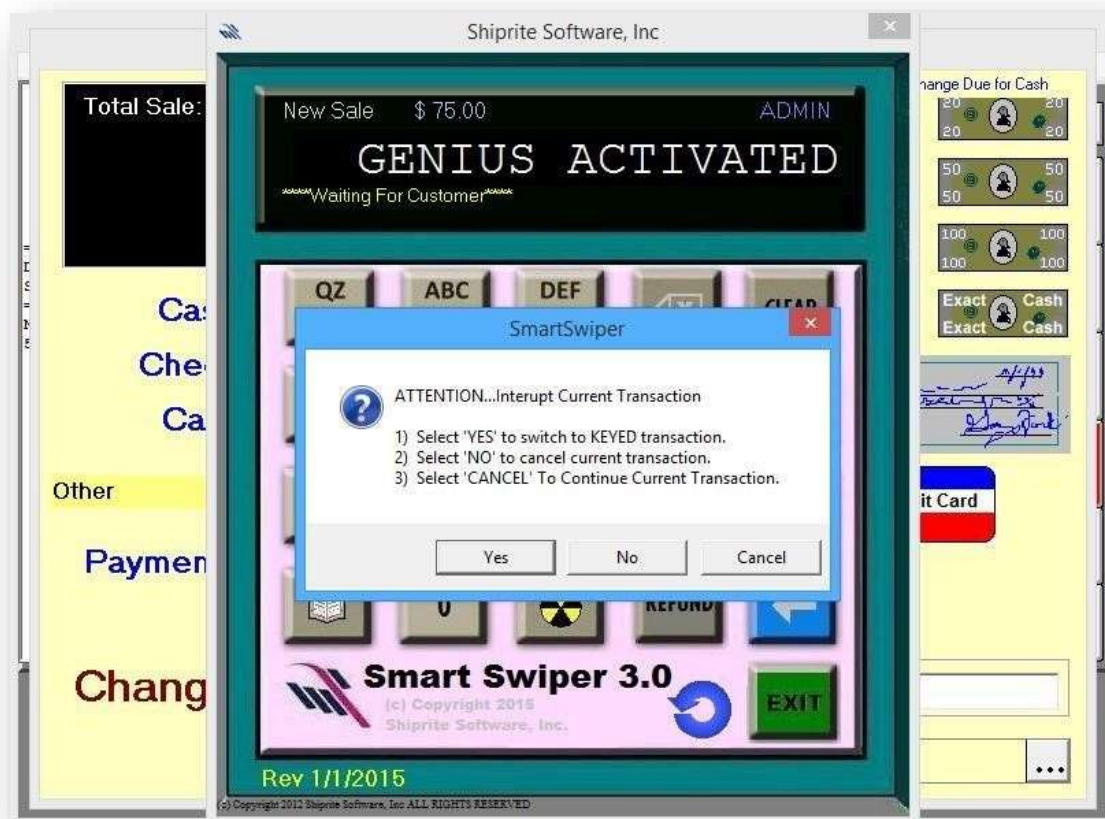 Shiprite Software, Inc
Total Sale:
New Sale $ 75.00 ADMIN
GENIUS ACTIVATED
****Waiting For Customer****
hange Due for Cash
20 20
20 20
50 50
50 50
100 100
100 100
Exact Cash
Exact Cash
QZ ABC DEF CLEAR
SmartSwiper
ATTENTION...Interupt Current Transaction
1) Select 'YES' to switch to KEYED transaction.
2) Select 'NO' to cancel current transaction.
3) Select 'CANCEL' To Continue Current Transaction.
Yes No Cancel
Cas
Che
Ca
Other
it Card
Paymen
0 REFUND
Chang
Smart Swiper 3.0
(c) Copyright 2015
Shiprite Software, Inc.
EXIT
...
Rev 1/1/2015
(c) Copyright 2012 Shiprite Software, Inc ALL RIGHTS RESERVED